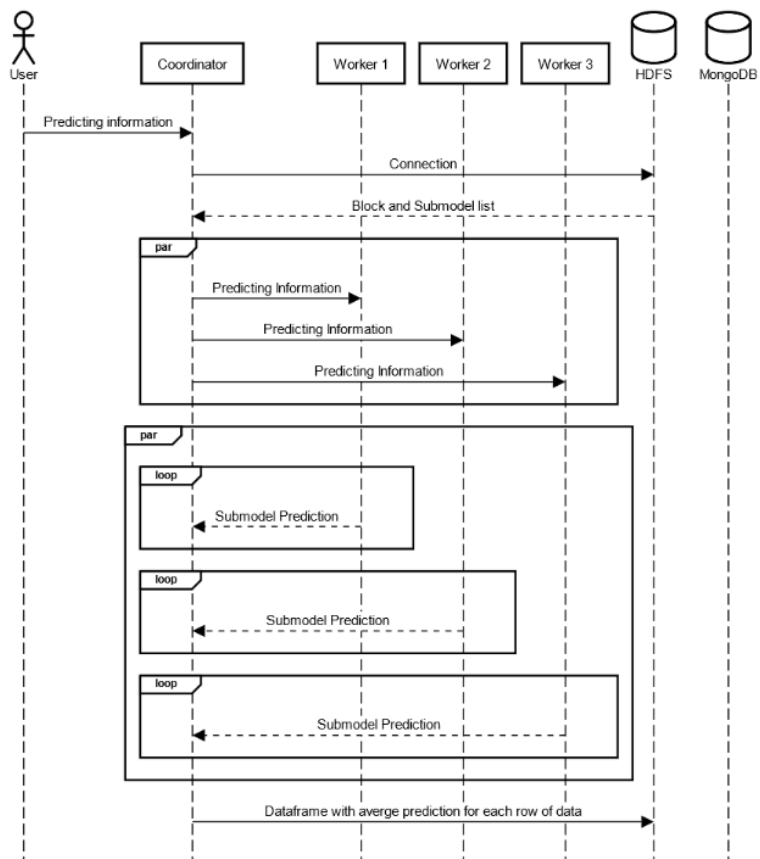 User
Coordinator
Worker 1
Worker 2
Worker 3
HDFS
MongoDB
Predicting information
Connection
Block and Submodel list
par
Predicting Information
Predicting Information
Predicting Information
par
loop
Submodel Prediction
loop
Submodel Prediction
loop
Submodel Prediction
Dataframe with averge prediction for each row of data